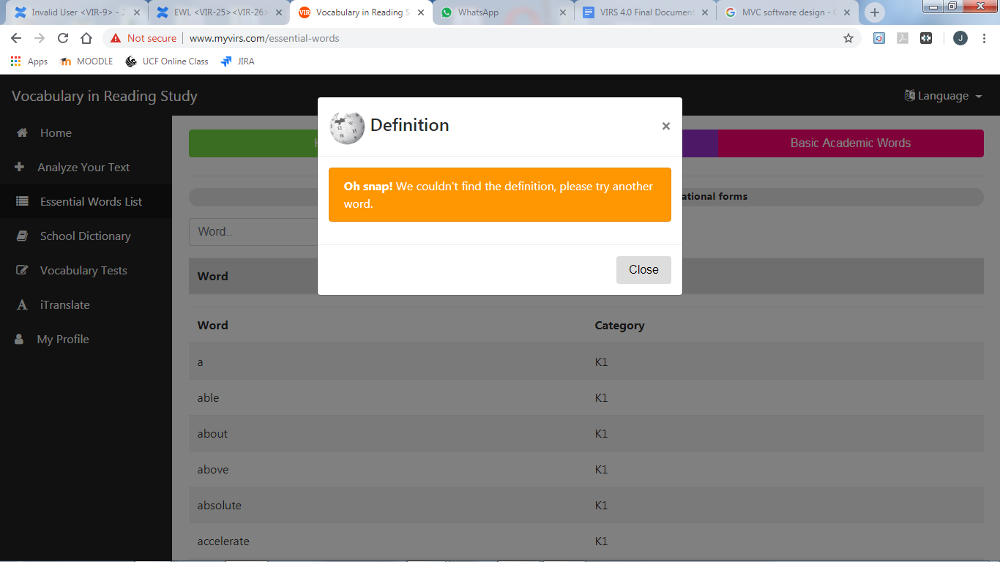 Invalid User <VIR-9> - 2
EWL <VIR-25><VIR-26>
VIR
Vocabulary in Reading S
WhatsApp
VIRS 4.0 Final Document
MVC software design - G
Not secure
www.myvirs.com/essential-words
J
Apps
MOODLE
UCF Online Class
JIRA
Vocabulary in Reading Study
Language
Home
Analyze Your Text
Essential Words List
School Dictionary
Vocabulary Tests
iTranslate
My Profile
Basic Academic Words
ational forms
Word..
Definition
×
Oh snap! We couldn't find the definition, please try another
word.
Close
Word
Word Category
a K1
able K1
about K1
above K1
absolute K1
accelerate K1